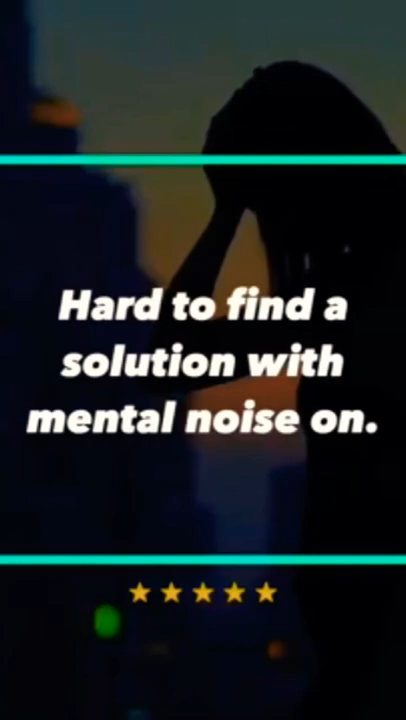 Hard to find a
solution with
mental noise on.